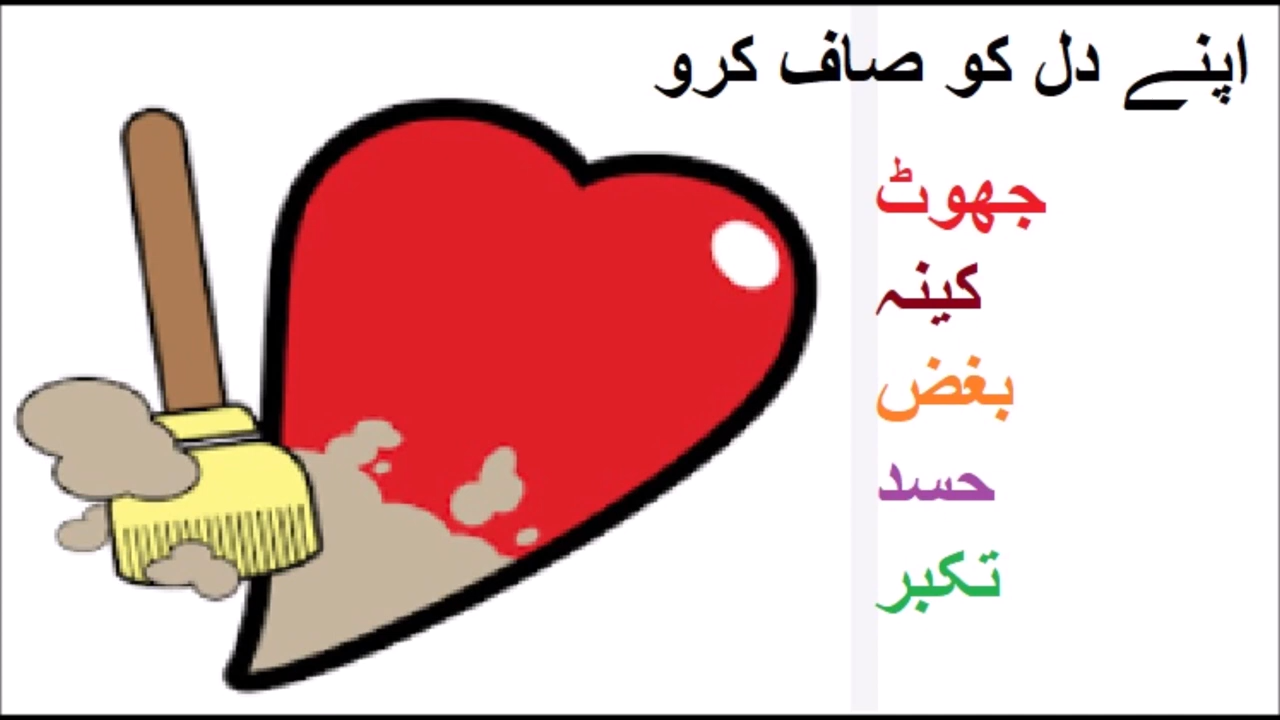 اپنے دل کو صاف کرو
جھوٹ
کینہ
بغض
حسد
تکبر